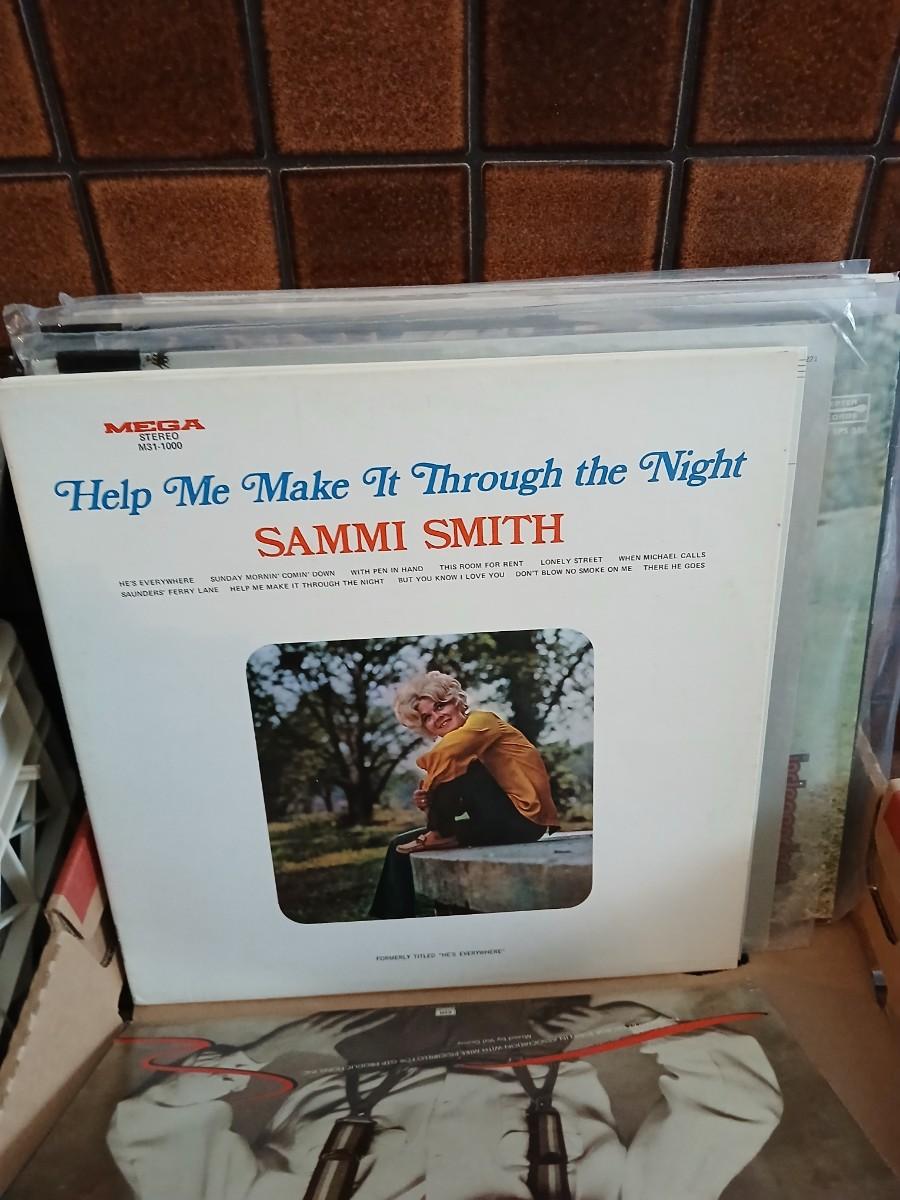 MEGA
STEREO
M31-1000
Help Me Make It Through the Night
SAMMI SMITH
HE'S EVERYWHERE SUNDAY MORNIN' COMIN' DOWN WITH PEN IN HAND THIS ROOM FOR RENT LONELY STREET WHEN MICHAEL CALLS
SAUNDERS' FERRY LANE HELP ME MAKE IT THROUGH THE NIGHT BUT YOU KNOW I LOVE YOU DON'T BLOW NO SMOKE ON ME THERE HE GOES
FORMERLY TITLED "HE'S EVERYWHERE"